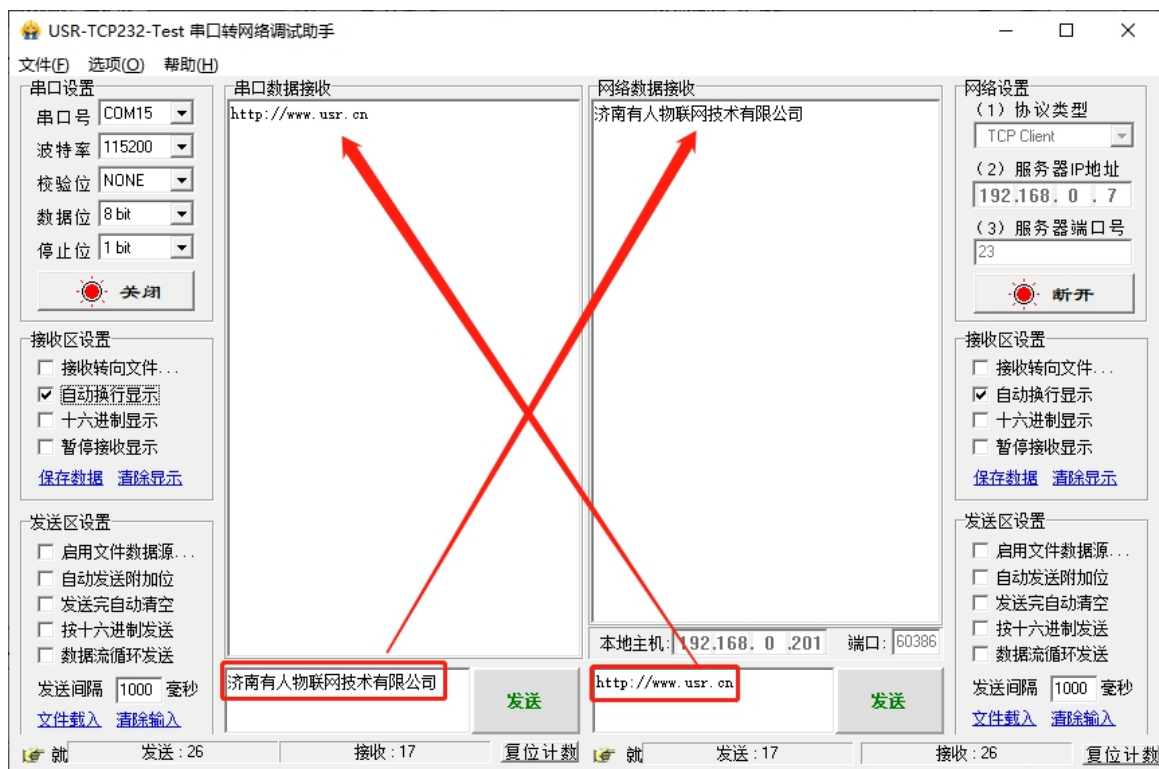 USR-TCP232-Test 串口转网络调试助手
文件(F) 选项(O) 帮助(H)
串口设置
串口号 COM15
波特率 115200
校验位 NONE
数据位 8 bit
停止位 1 bit
关闭
接收区设置
接收转向文件...
自动换行显示
十六进制显示
暂停接收显示
保存数据 清除显示
发送区设置
启用文件数据源...
自动发送附加位
发送完自动清空
按十六进制发送
数据流循环发送
发送间隔 1000 毫秒
文件载入 清除输入
串口数据接收
http://www.usr.cn
济南有人物联网技术有限公司
发送
网络数据接收
济南有人物联网技术有限公司
本地主机: 192.168. 0 .201 端口: 60386
http://www.usr.cn
发送
网络设置
(1) 协议类型
TCP Client
(2) 服务器IP地址
192.168. 0 . 7
(3) 服务器端口号
23
断开
接收区设置
接收转向文件...
自动换行显示
十六进制显示
暂停接收显示
保存数据 清除显示
发送区设置
启用文件数据源...
自动发送附加位
发送完自动清空
按十六进制发送
数据流循环发送
发送间隔 1000 毫秒
文件载入 清除输入
就 发送:26 接收:17 复位计数
就 发送:17 接收:26 复位计数